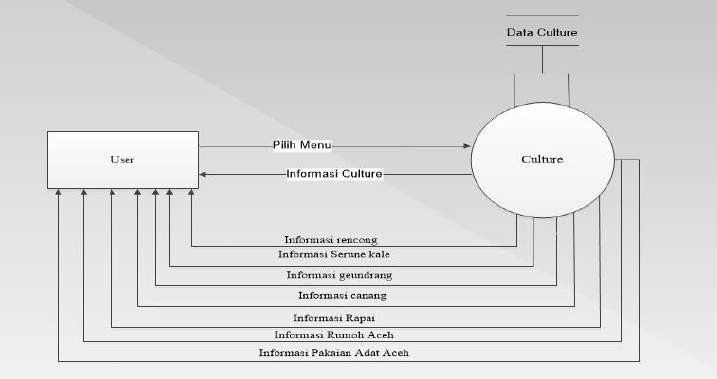 Data Culture
Pilih Menu
User
Culture
Informasi Culture
Informasi rencong
Informasi Serune kale
Informasi geundrang
Informasi canang
Informasi Rapai
Informasi Rumoh Aceh
Informasi Pakaian Adat Aceh